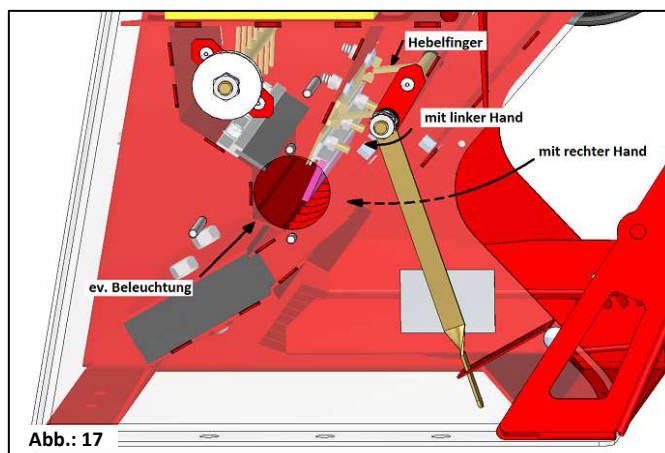 Hebelfinger
mit linker Hand
mit rechter Hand
ev. Beleuchtung
Abb.: 17